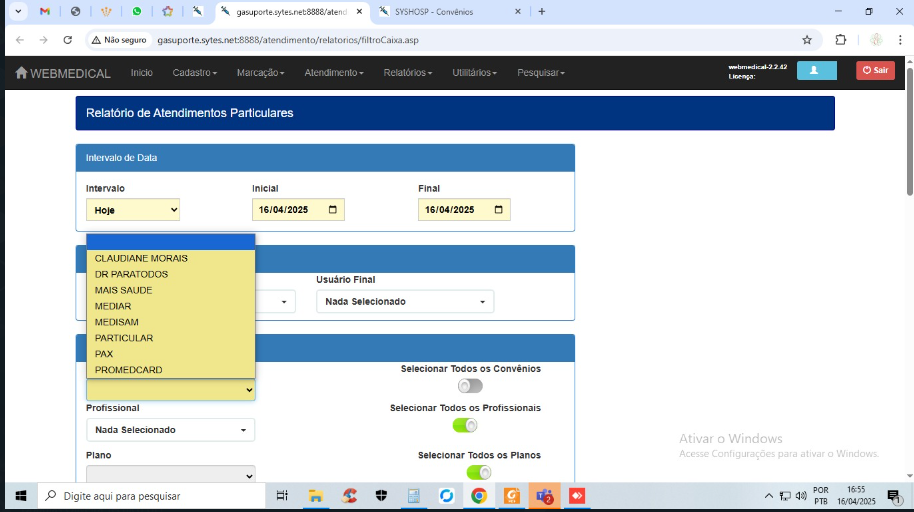 gasuporte.sytes.net:8888/atend
SYSHOSP - Convênios
Não seguro
gasuporte.sytes.net:8888/atendimento/relatorios/filtroCaixa.asp
WEBMEDICAL
Início
Cadastro
Marcação
Atendimento
Relatórios
Utilitários
Pesquisar
webmedical-2.2.42
Licença:
Sair
Relatório de Atendimentos Particulares
Intervalo de Data
Intervalo
Inicial
Final
Hoje
16/04/2025
16/04/2025
Usuário Final
Nada Selecionado
CLAUDIANE MORAIS
DR PARATODOS
MAIS SAUDE
MEDIAR
MEDISAM
PARTICULAR
PAX
PROMEDCARD
Selecionar Todos os Convênios
Profissional
Selecionar Todos os Profissionais
Nada Selecionado
Plano
Selecionar Todos os Planos
Ativar o Windows
Acesse Configurações para ativar o Windows.
Digite aqui para pesquisar
2
POR
PTB
16:55
16/04/2025
1